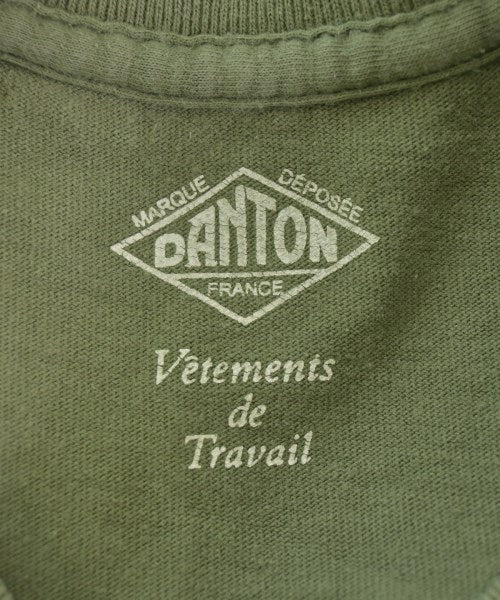 MARQUE DÉPOSÉE
DANTON
FRANCE
Vêtements
de
Travail